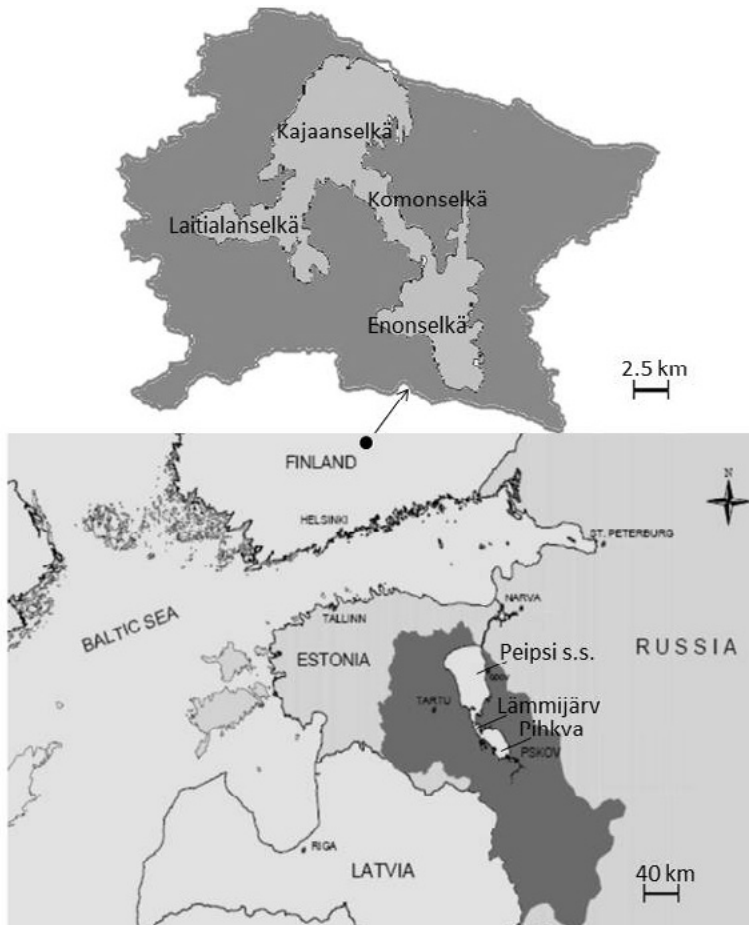 Kajaanselkä
Komonselkä
Laitialanselkä
Enonselkä
2.5 km
FINLAND
N
HELSINKI
ST. PETERBURG
BALTIC SEA
NARVA
TALLINN
ESTONIA
RUSSIA
Peipsi s.s.
TARTU
Lämmijärv
Pihkva
PSKOV
RIGA
LATVIA
40 km